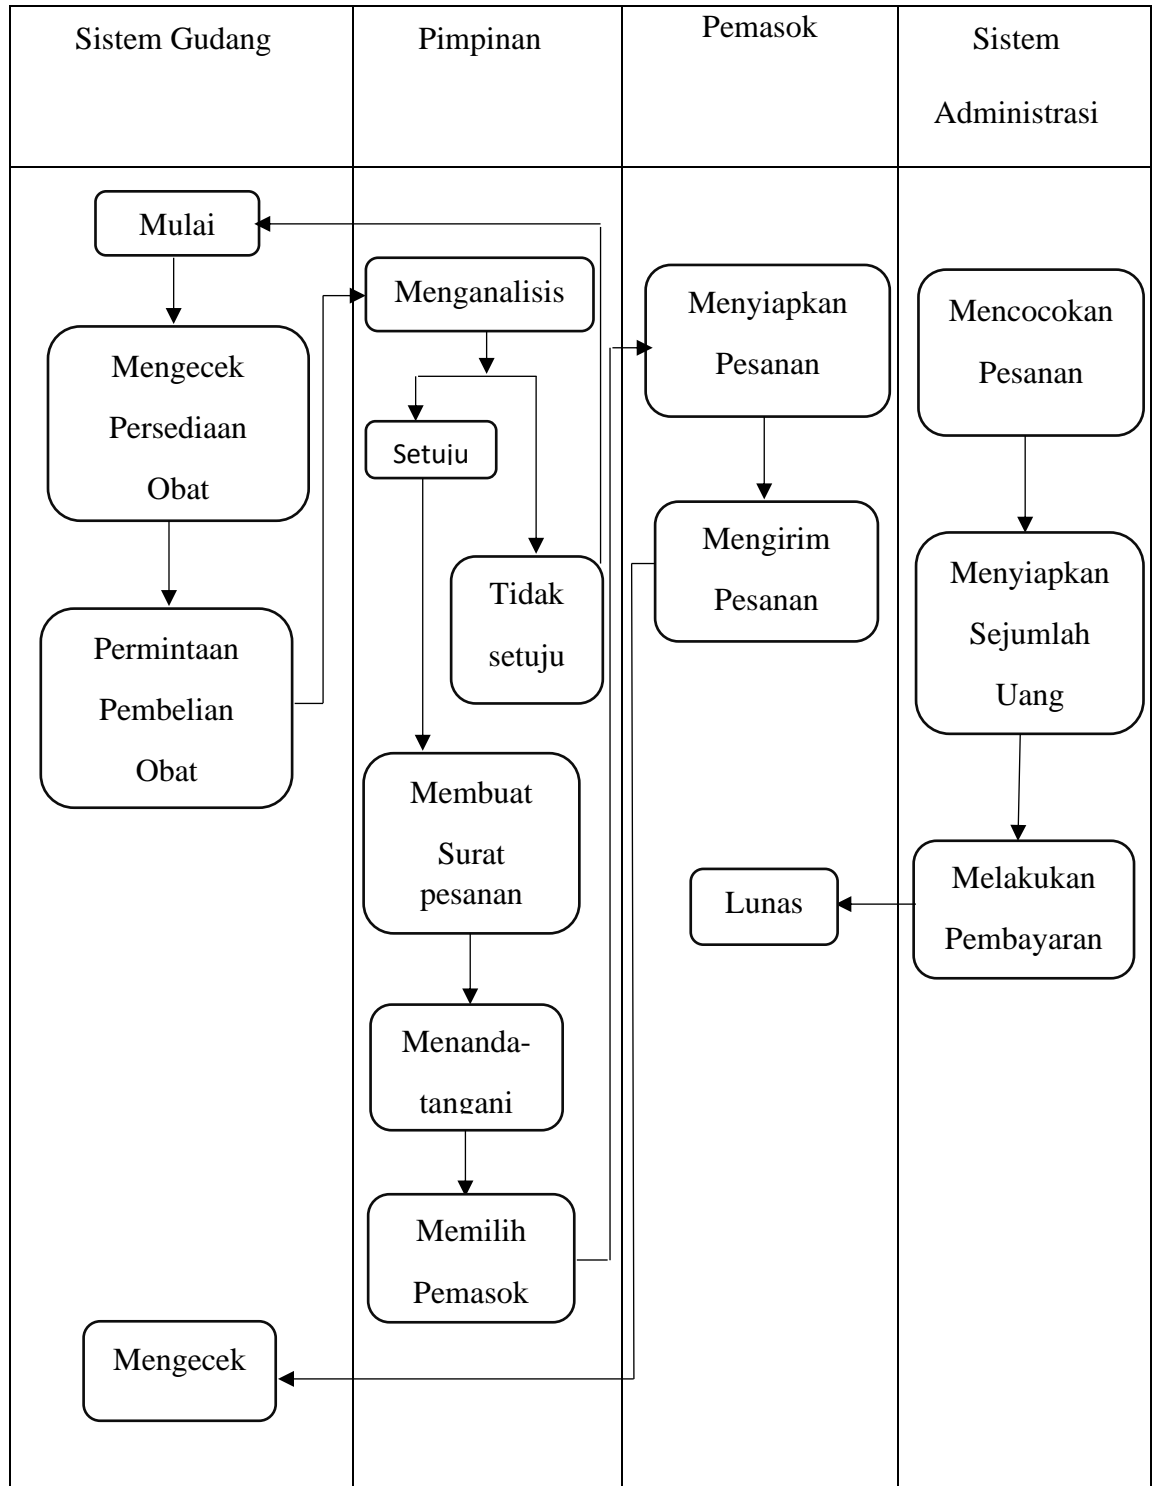 Sistem Gudang
Pimpinan
Pemasok
Sistem
Administrasi
Mulai
Mengecek
Persediaan
Obat
Permintaan
Pembelian
Obat
Mengecek
Menganalisis
Setuju
Tidak
setuju
Membuat
Surat
pesanan
Menanda-
tangani
Memilih
Pemasok
Menyiapkan
Pesanan
Mengirim
Pesanan
Lunas
Mencocokan
Pesanan
Menyiapkan
Sejumlah
Uang
Melakukan
Pembayaran